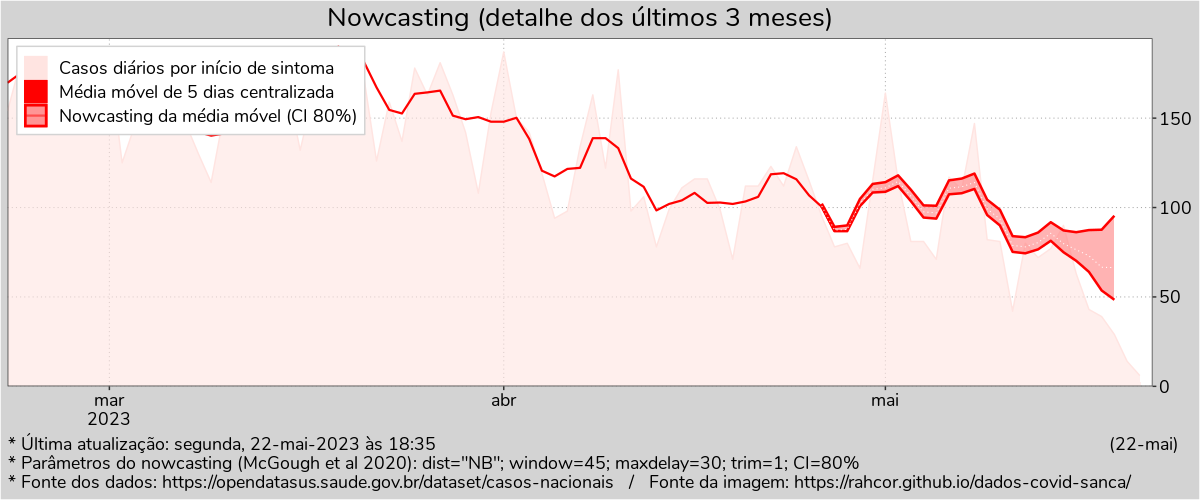 Nowcasting (detalhe dos últimos 3 meses)
Casos diários por início de sintoma
Média móvel de 5 dias centralizada
Nowcasting da média móvel (CI 80%)
150
100
50
0
mar
2023
abr
mai
* Última atualização: segunda, 22-mai-2023 às 18:35
(22-mai)
* Parâmetros do nowcasting (McGough et al 2020): dist="NB"; window=45; maxdelay=30; trim=1; CI=80%
* Fonte dos dados: https://opendatasus.saude.gov.br/dataset/casos-nacionais / Fonte da imagem: https://rahcor.github.io/dados-covid-sanca/